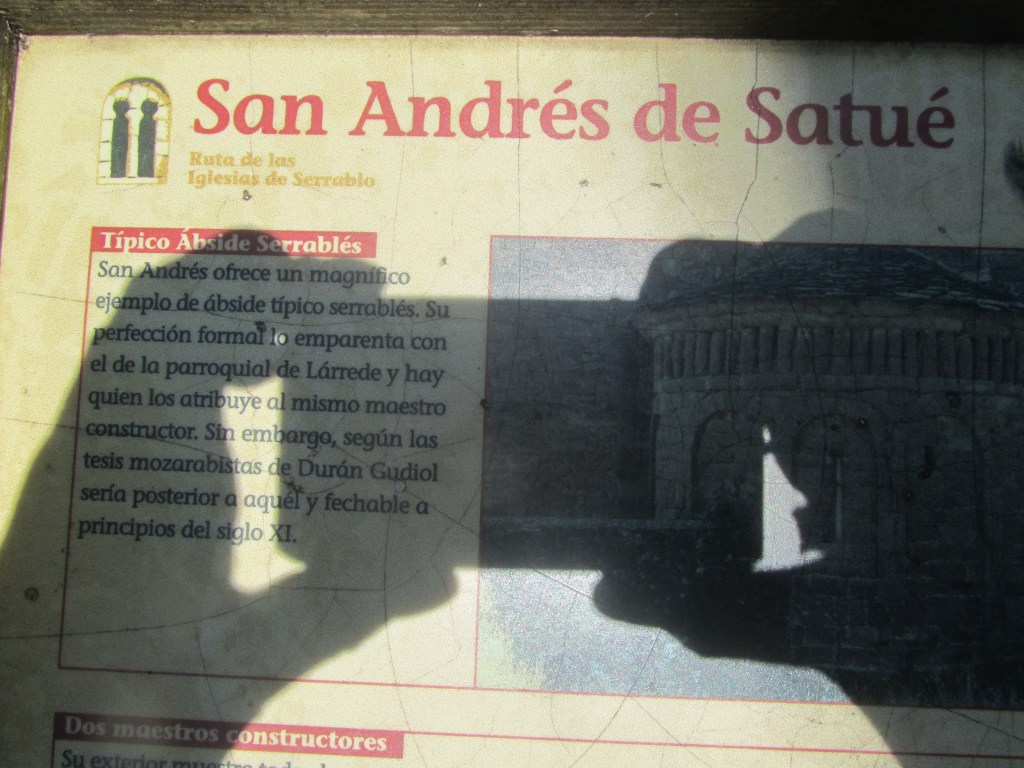 San Andrés de Satué
Ruta de las
Iglesias de Serrablo
Típico Ábside Serrablés
San Andrés ofrece un magnífico
ejemplo de ábside típico serrablés. Su
perfección formal lo emparenta con
el de la parroquial de Lárrede y hay
quien los atribuye al mismo maestro
constructor. Sin embargo, según las
tesis mozarabistas de Durán Gudiol
sería posterior a aquél y fechable a
principios del siglo XI.
Dos maestros constructores
Su exterior muestra